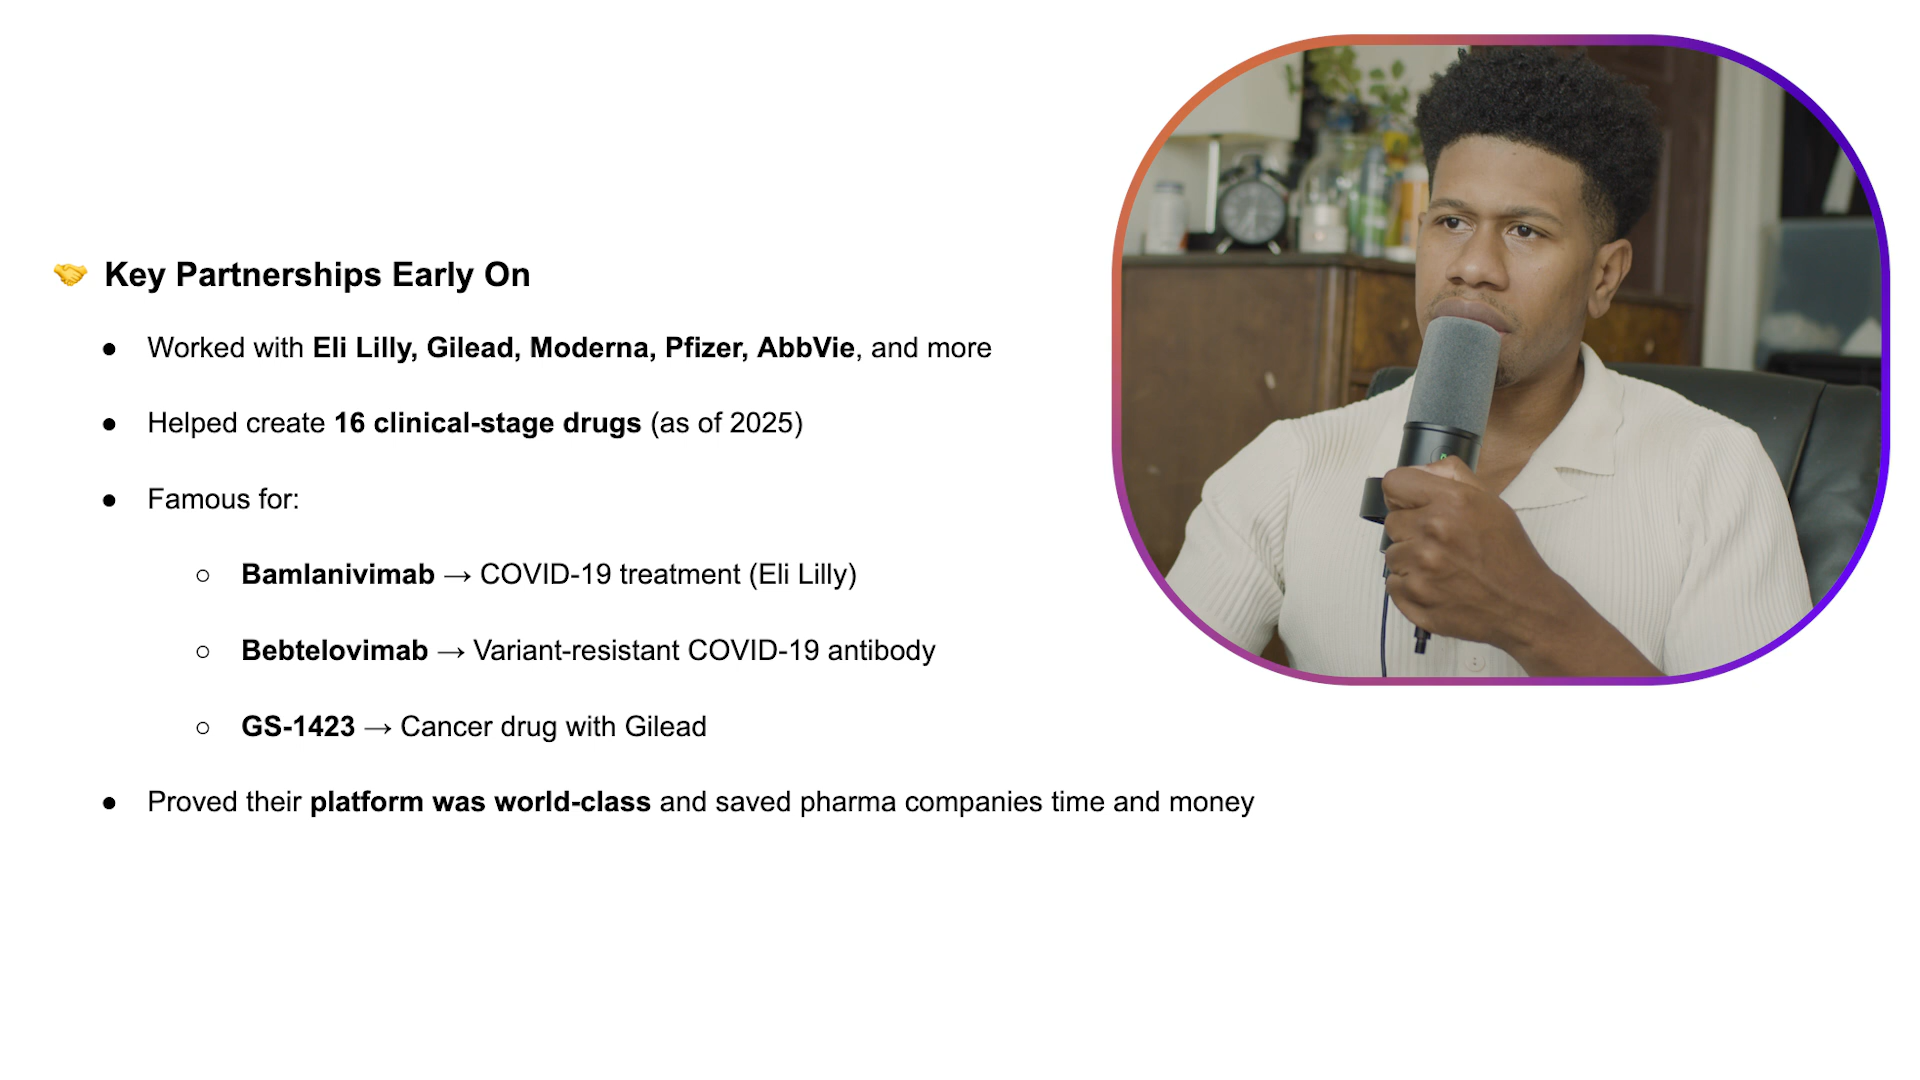 🤝 Key Partnerships Early On
● Worked with Eli Lilly, Gilead, Moderna, Pfizer, AbbVie, and more
● Helped create 16 clinical-stage drugs (as of 2025)
● Famous for:
○ Bamlanivimab → COVID-19 treatment (Eli Lilly)
○ Bebtelovimab → Variant-resistant COVID-19 antibody
○ GS-1423 → Cancer drug with Gilead
● Proved their platform was world-class and saved pharma companies time and money